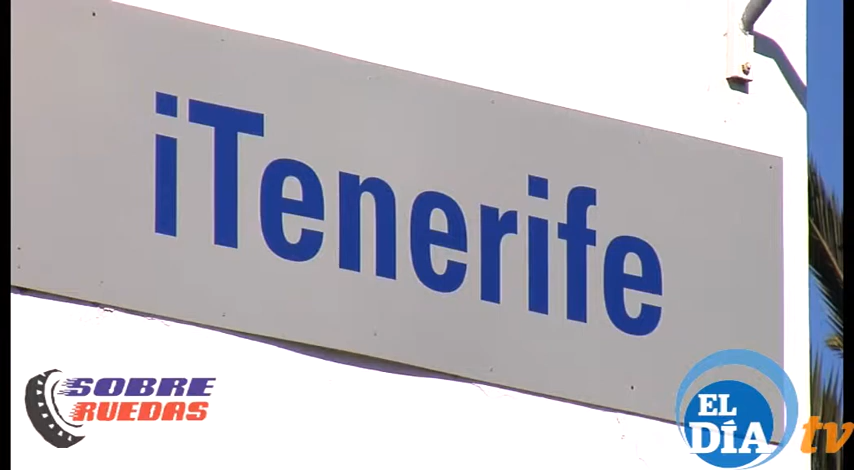 iTenerife
SOBRE
RUEDAS
EL
DÍA tv